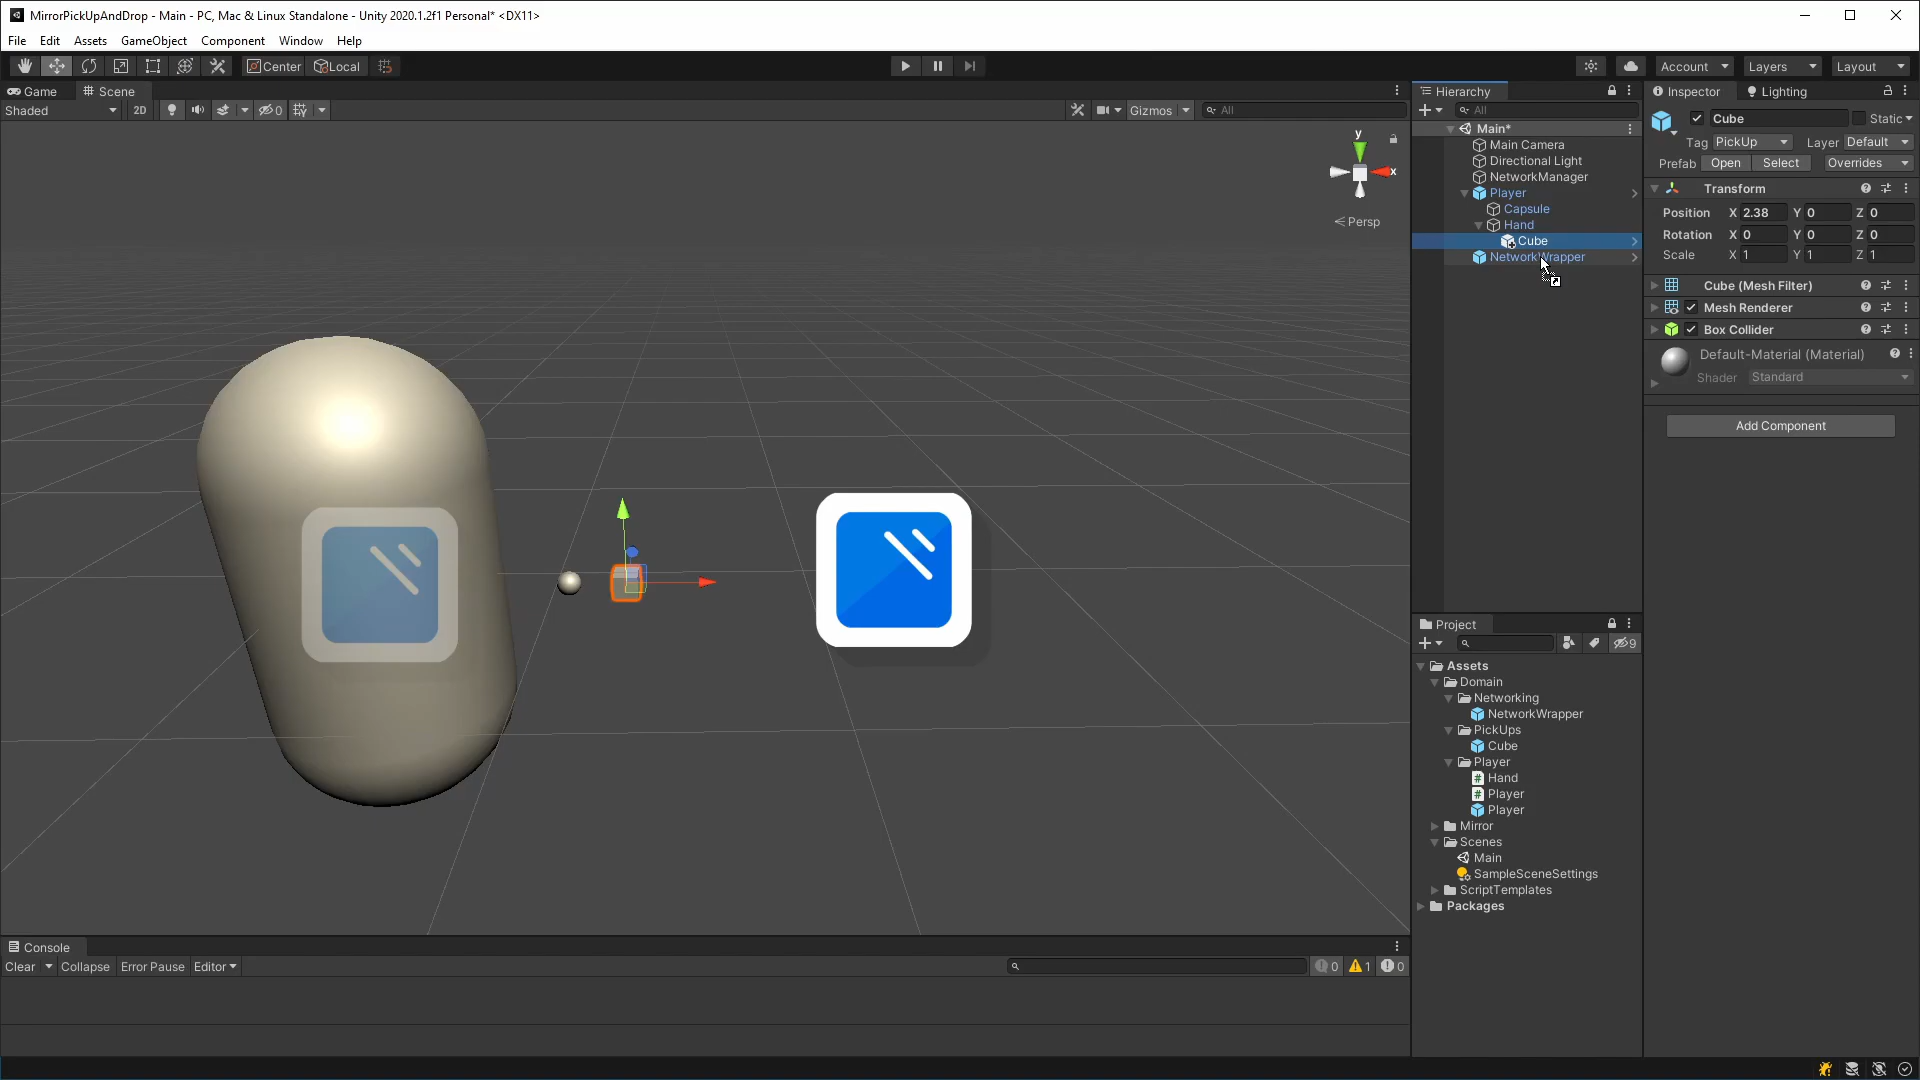 MirrorPickUpAndDrop - Main - PC, Mac & Linux Standalone - Unity 2020.1.2f1 Personal* <DX11>
File Edit Assets GameObject Component Window Help
Center Local Account Layers Layout
Game Scene
Shaded 2D 0 Gizmos All
y
x
Persp
Hierarchy
All
Main*
Main Camera
Directional Light
NetworkManager
Player
Capsule
Hand
Cube
NetworkWrapper
Inspector Lighting
Cube Static
Tag PickUp Layer Default
Prefab Open Select Overrides
Transform
Position X 2.38 Y 0 Z 0
Rotation X 0 Y 0 Z 0
Scale X 1 Y 1 Z 1
Cube (Mesh Filter)
Mesh Renderer
Box Collider
Default-Material (Material)
Shader Standard
Add Component
Project
9
Assets
Domain
Networking
NetworkWrapper
PickUps
Cube
Player
Hand
Player
Player
Mirror
Scenes
Main
SampleSceneSettings
ScriptTemplates
Packages
Console
Clear Collapse Error Pause Editor 0 1 0